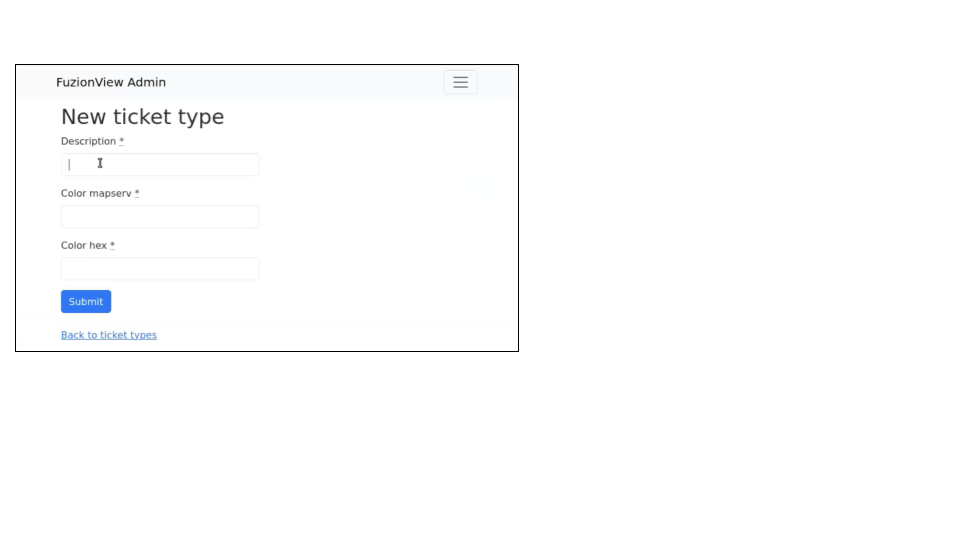 FuzionView Admin
New ticket type
Description *
Color mapserv *
Color hex *
Submit
Back to ticket types